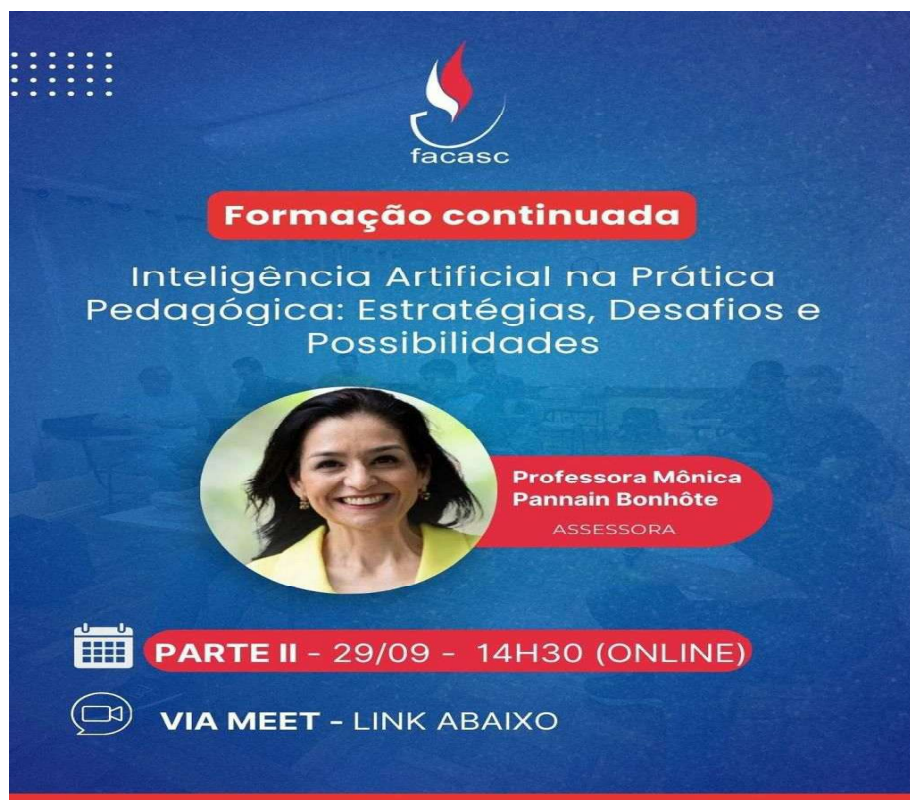 facasc
Formação continuada
Inteligência Artificial na Prática
Pedagógica: Estratégias, Desafios e
Possibilidades
Professora Mônica
Pannain Bonhôte
ASSESSORA
PARTE II - 29/09 - 14H30 (ONLINE)
VIA MEET - LINK ABAIXO